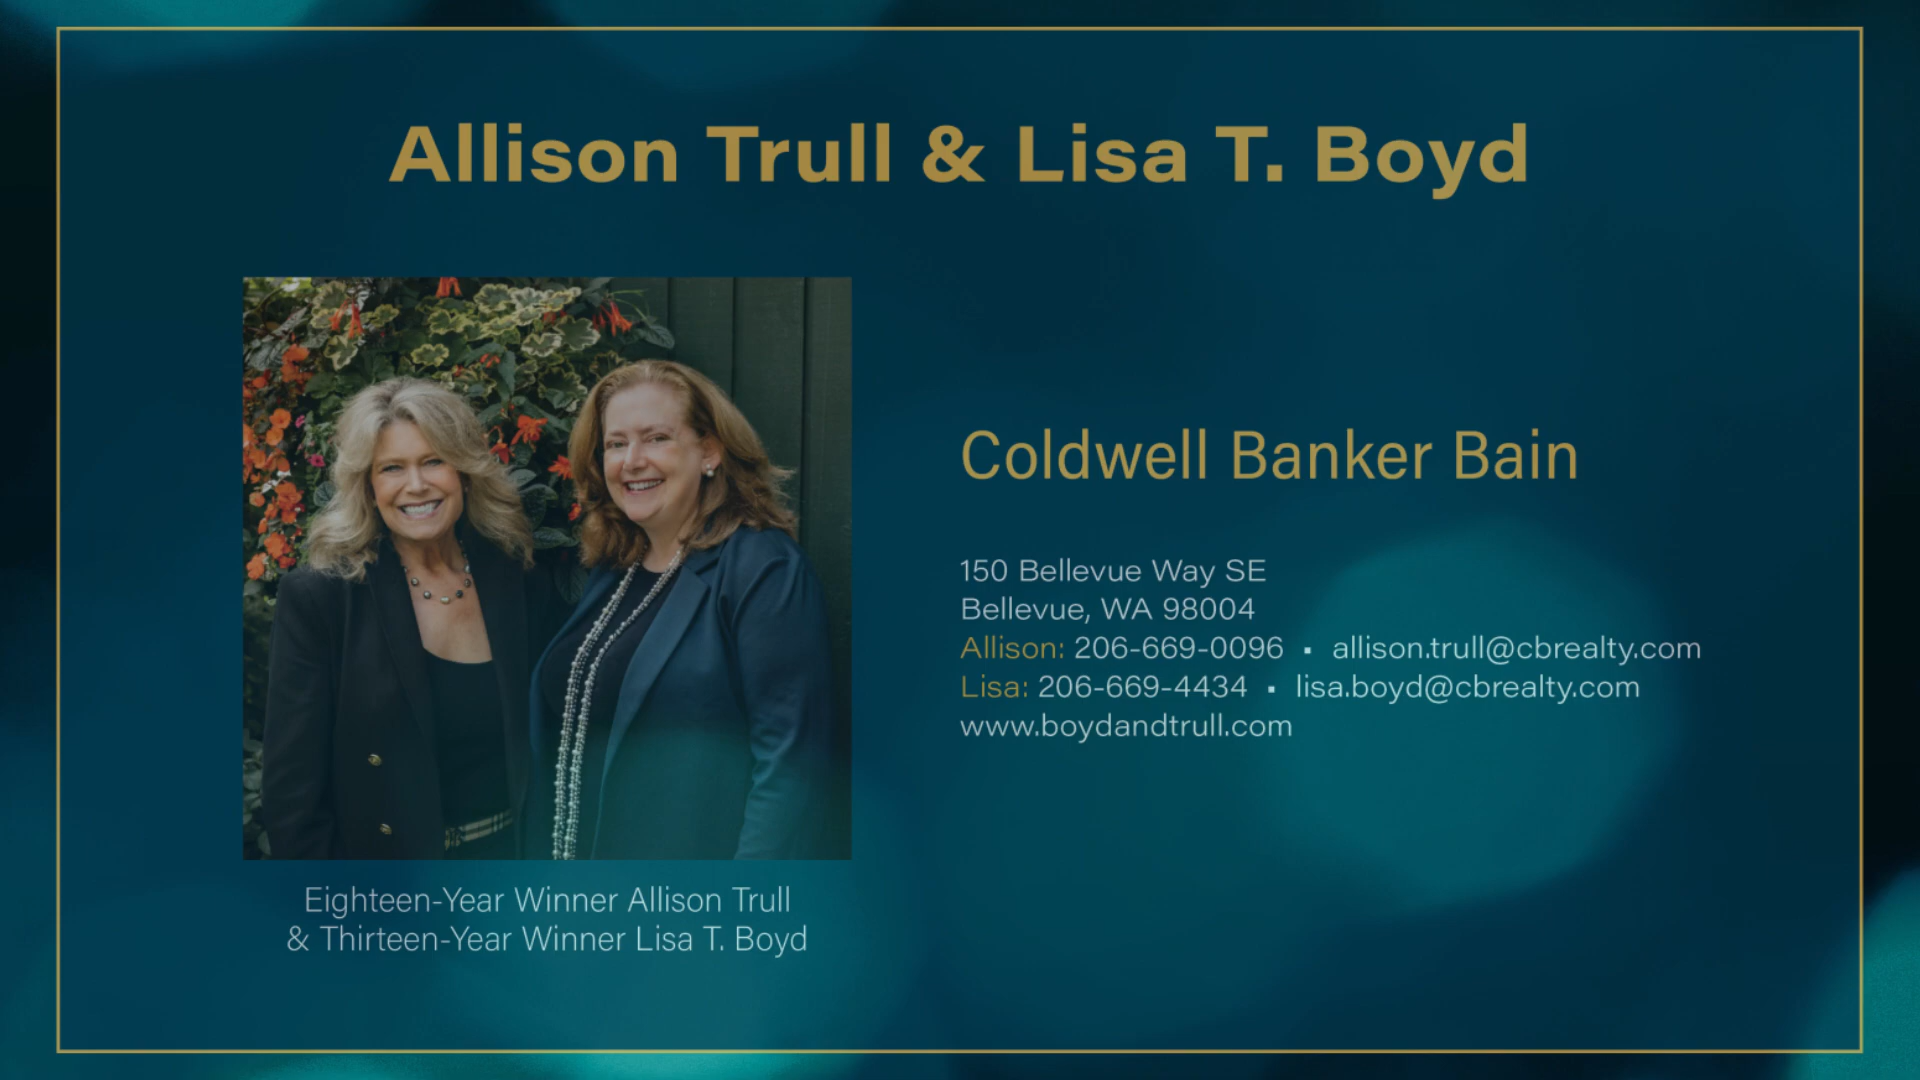 Allison Trull & Lisa T. Boyd
Coldwell Banker Bain
150 Bellevue Way SE
Bellevue, WA 98004
Allison: 206-669-0096 ▪ allison.trull@cbrealty.com
Lisa: 206-669-4434 ▪ lisa.boyd@cbrealty.com
www.boydandtrull.com
Eighteen-Year Winner Allison Trull
& Thirteen-Year Winner Lisa T. Boyd